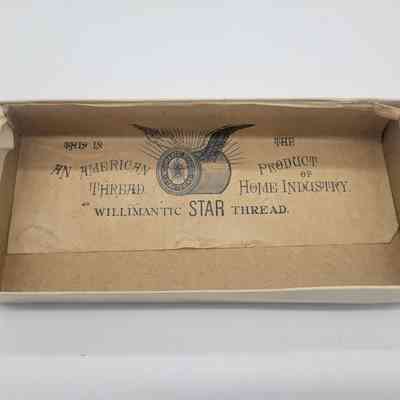 THIS IS
AN AMERICAN
THREAD.
THE
PRODUCT
OF
HOME INDUSTRY.
WILLIMANTIC STAR THREAD.